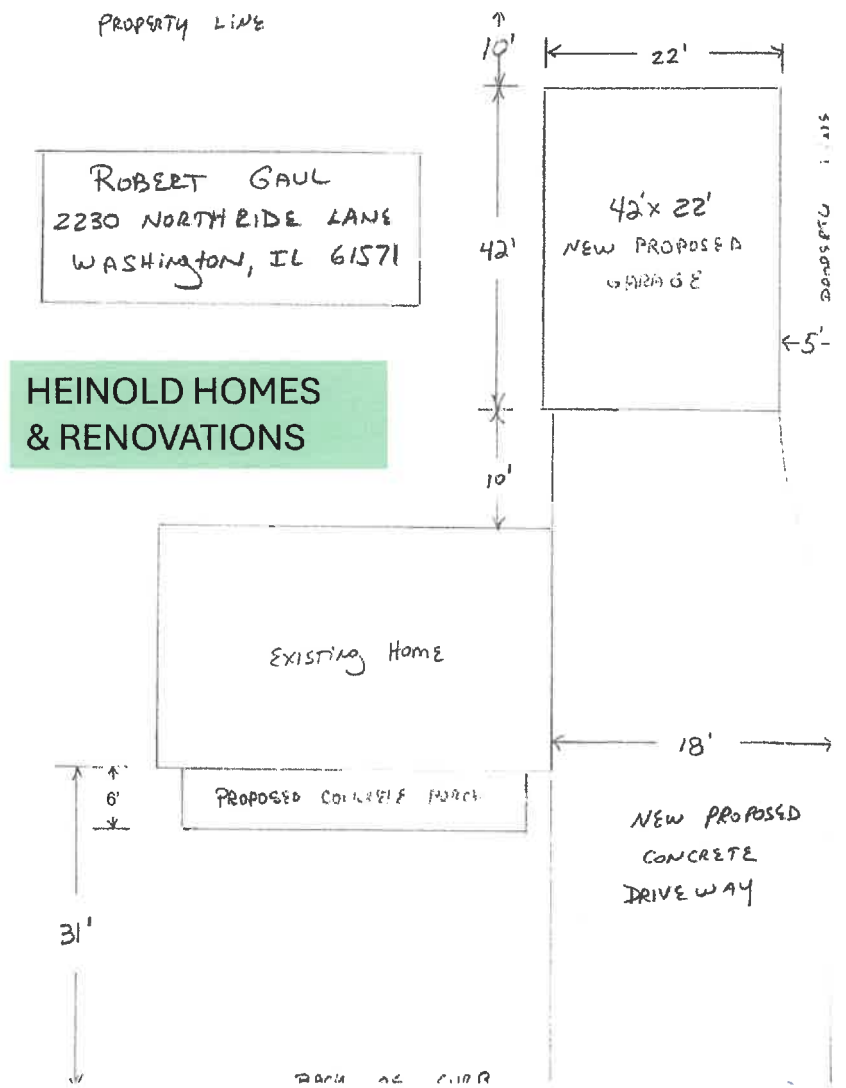 PROPERTY LINE
10'
22'
ROBERT GAUL
2230 NORTHRIDE LANE
WASHINGTON, IL 61571
42'x 22'
NEW PROPOSED
GARAGE
42'
5'
HEINOLD HOMES
& RENOVATIONS
10'
EXISTING HOME
18'
6'
PROPOSED CONCRETE PORCH
NEW PROPOSED
CONCRETE
DRIVEWAY
31'
BACK OF CURB